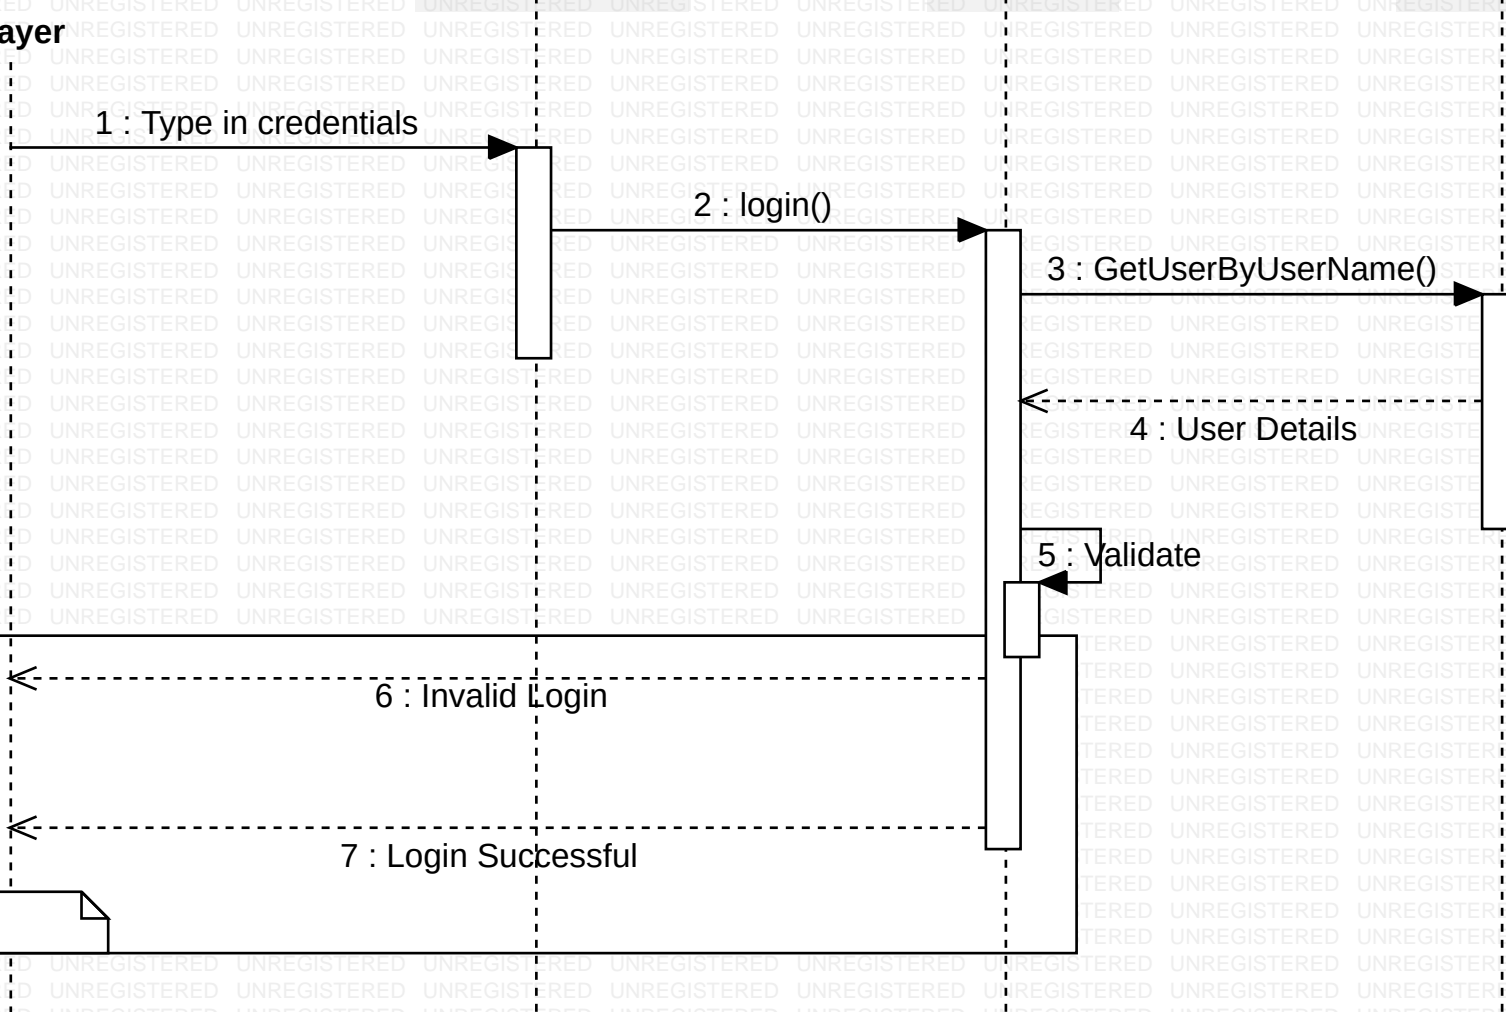 ayer
1 : Type in credentials
2 : login()
3 : GetUserByUserName()
4 : User Details
5 : Validate
6 : Invalid Login
7 : Login Successful
UNREGISTERED